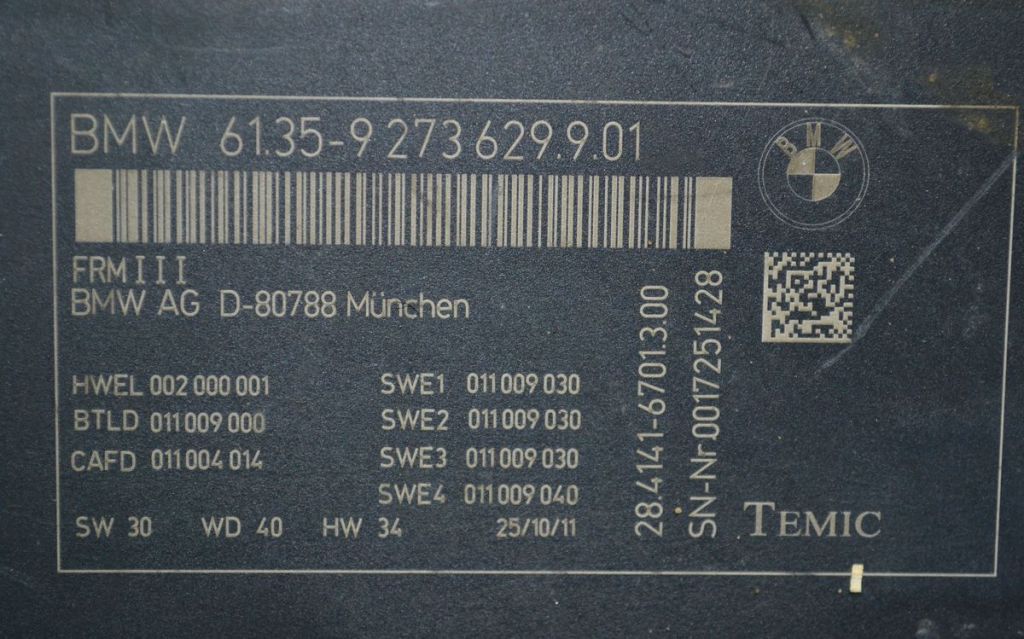 BMW 61.35-9 273 629.9.01
BMW
FRM III
BMW AG D-80788 München
HWEL 002 000 001
BTLD 011 009 000
CAFD 011 004 014
SWE1 011 009 030
SWE2 011 009 030
SWE3 011 009 030
SWE4 011 009 040
SW 30 WD 40 HW 34 25/10/11
28.4141-6701.3.00
SN-Nr.0017251428
TEMIC